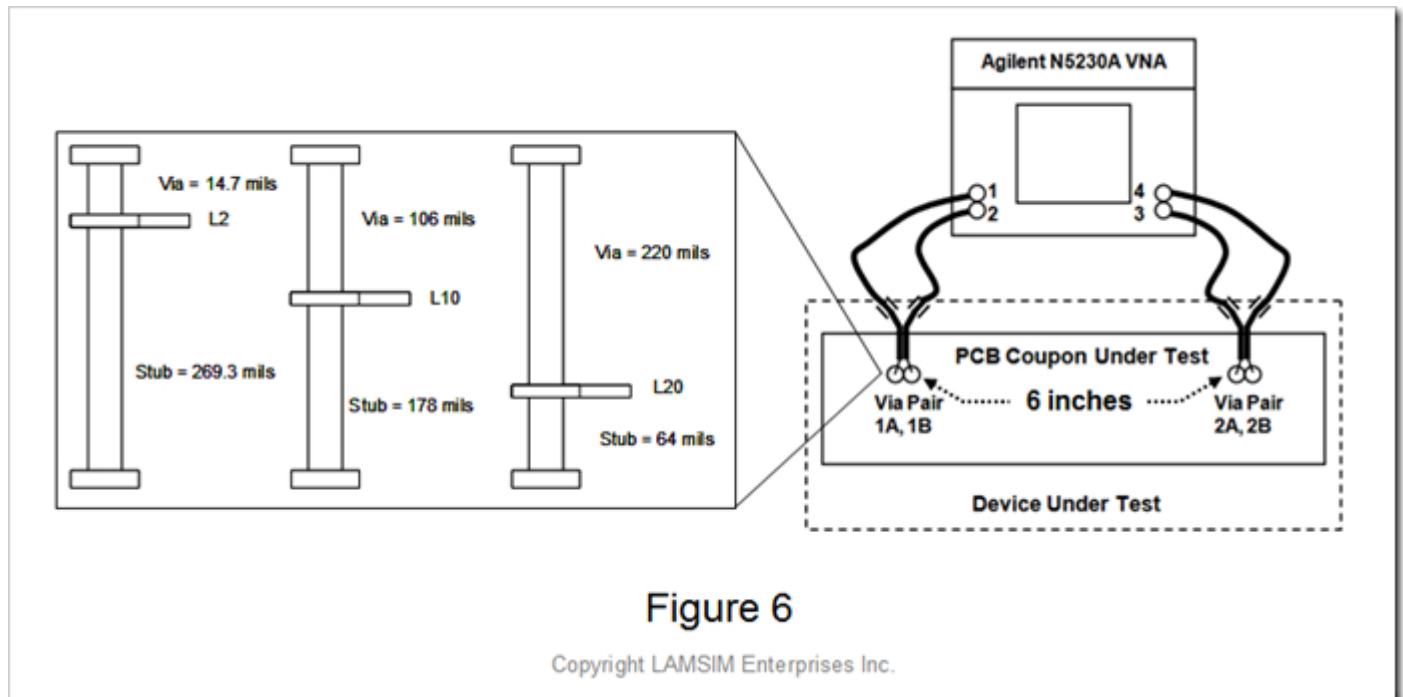 Agilent N5230A VNA
1
2
4
3
Via = 14.7 mils
L2
Stub = 269.3 mils
Via = 106 mils
L10
Stub = 178 mils
Via = 220 mils
L20
Stub = 64 mils
PCB Coupon Under Test
6 inches
Via Pair
1A, 1B
Via Pair
2A, 2B
Device Under Test
Figure 6
Copyright LAMSIM Enterprises Inc.